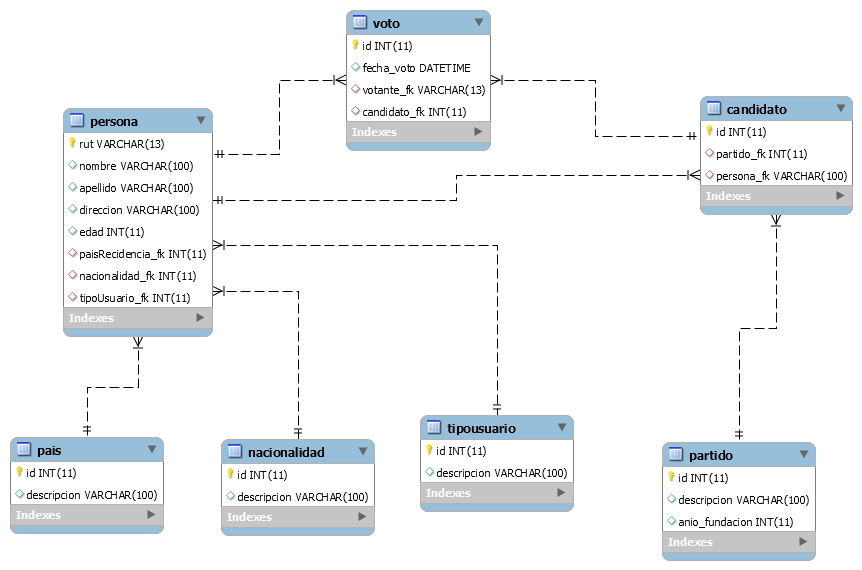 voto
id INT(11)
fecha_voto DATETIME
votante_fk VARCHAR(13)
candidato_fk INT(11)
Indexes
persona
rut VARCHAR(13)
nombre VARCHAR(100)
apellido VARCHAR(100)
direccion VARCHAR(100)
edad INT(11)
paisRecidencia_fk INT(11)
nacionalidad_fk INT(11)
tipoUsuario_fk INT(11)
Indexes
candidato
id INT(11)
partido_fk INT(11)
persona_fk VARCHAR(100)
Indexes
pais
id INT(11)
descripcion VARCHAR(100)
Indexes
nacionalidad
id INT(11)
descripcion VARCHAR(100)
Indexes
tipousuario
id INT(11)
descripcion VARCHAR(100)
Indexes
partido
id INT(11)
descripcion VARCHAR(100)
anio_fundacion INT(11)
Indexes